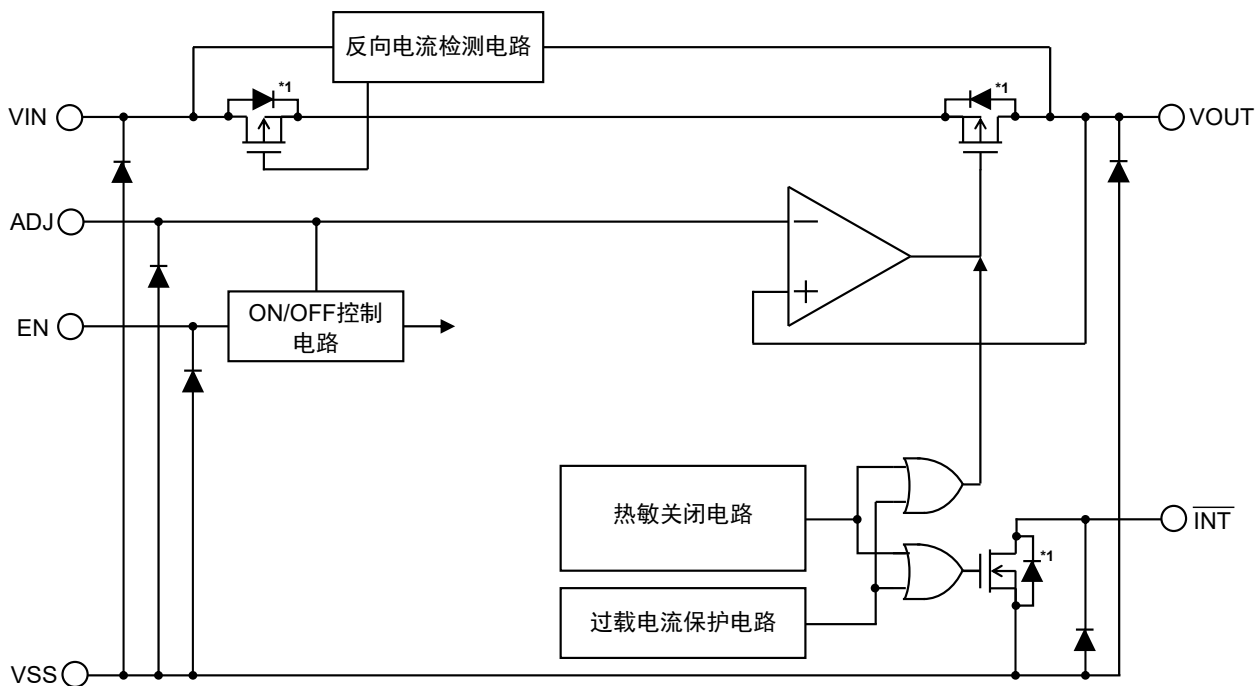 反向电流检测电路
*1
*1
VIN
VOUT
ADJ
EN
ON/OFF控制
电路
热敏关闭电路
INT
*1
过载电流保护电路
VSS